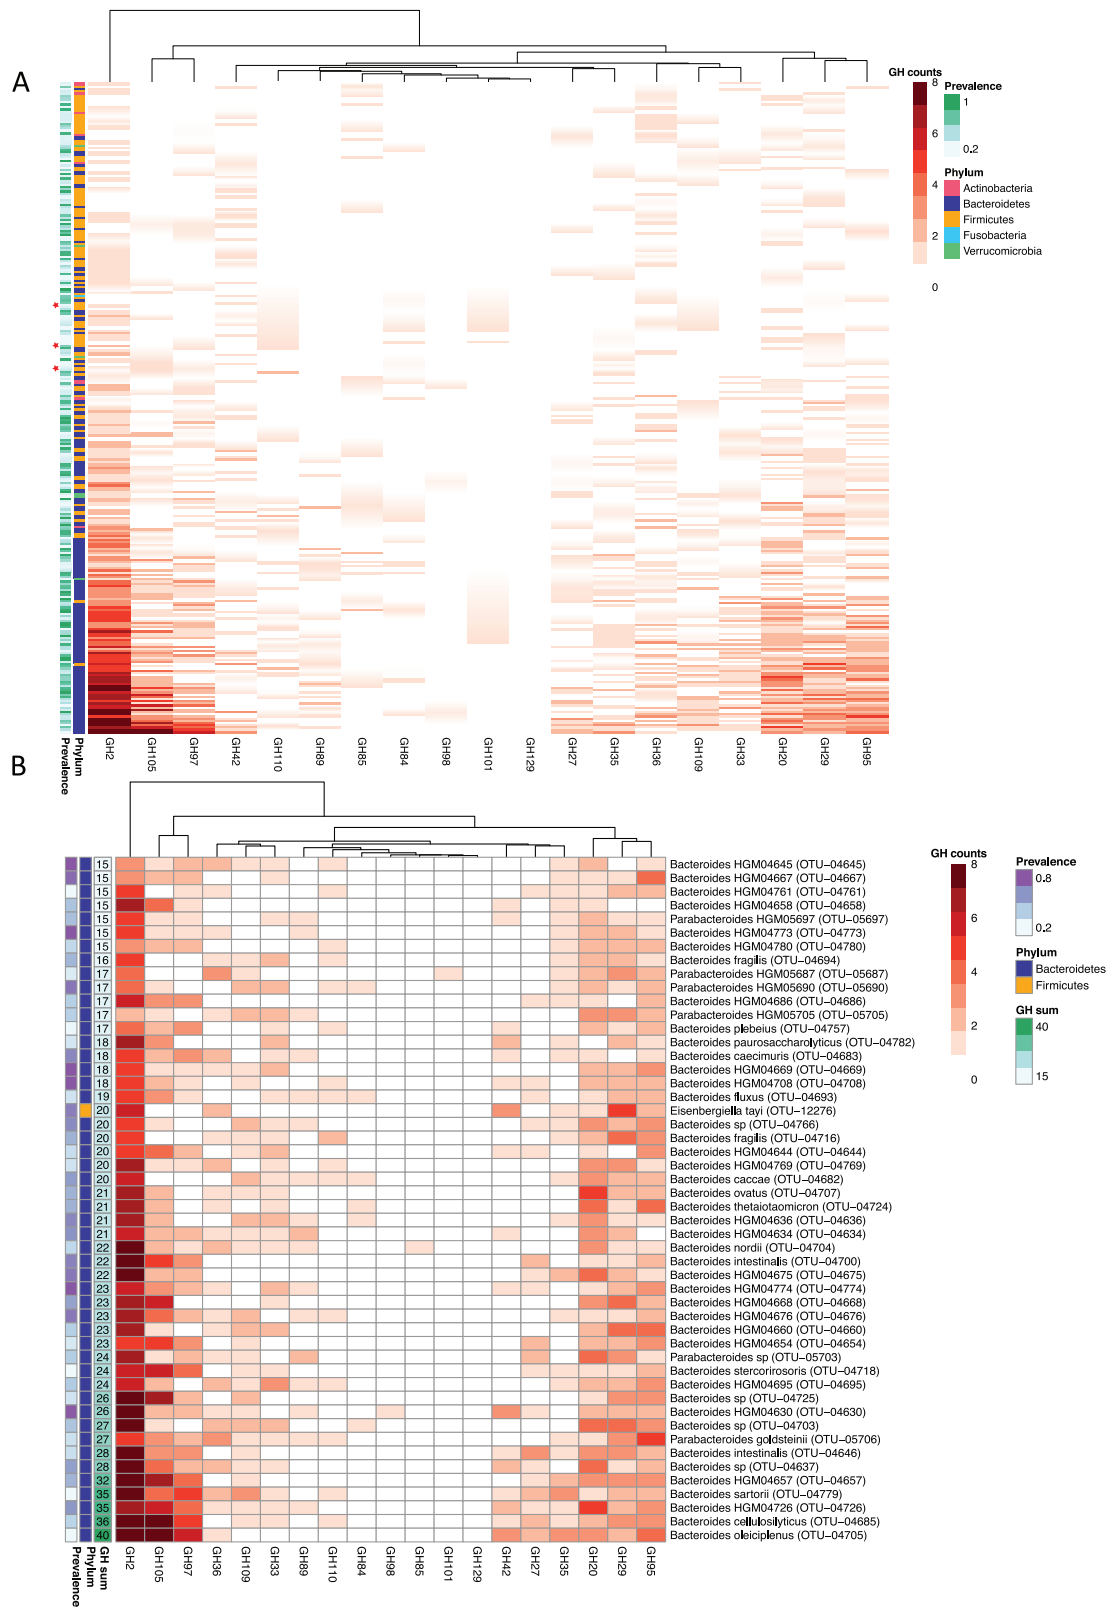 A
GH counts
8
6
4
2
0
Prevalence
1
0.2
Phylum
Actinobacteria
Bacteroidetes
Firmicutes
Fusobacteria
Verrucomicrobia
Prevalence
Phylum
GH2
GH105
GH97
GH42
GH110
GH89
GH85
GH84
GH98
GH101
GH129
GH27
GH35
GH36
GH109
GH33
GH20
GH29
GH95
B
15 Bacteroides HGM04645 (OTU−04645)
15 Bacteroides HGM04667 (OTU−04667)
15 Bacteroides HGM04761 (OTU−04761)
15 Bacteroides HGM04658 (OTU−04658)
15 Parabacteroides HGM05697 (OTU−05697)
15 Bacteroides HGM04773 (OTU−04773)
15 Bacteroides HGM04780 (OTU−04780)
16 Bacteroides fragilis (OTU−04694)
17 Parabacteroides HGM05687 (OTU−05687)
17 Parabacteroides HGM05690 (OTU−05690)
17 Bacteroides HGM04686 (OTU−04686)
17 Parabacteroides HGM05705 (OTU−05705)
17 Bacteroides plebeius (OTU−04757)
18 Bacteroides paurosaccharolyticus (OTU−04782)
18 Bacteroides caecimuris (OTU−04683)
18 Bacteroides HGM04669 (OTU−04669)
18 Bacteroides HGM04708 (OTU−04708)
19 Bacteroides fluxus (OTU−04693)
20 Eisenbergiella tayi (OTU−12276)
20 Bacteroides sp (OTU−04766)
20 Bacteroides fragilis (OTU−04716)
20 Bacteroides HGM04644 (OTU−04644)
20 Bacteroides HGM04769 (OTU−04769)
20 Bacteroides caccae (OTU−04682)
21 Bacteroides ovatus (OTU−04707)
21 Bacteroides thetaiotaomicron (OTU−04724)
21 Bacteroides HGM04636 (OTU−04636)
21 Bacteroides HGM04634 (OTU−04634)
22 Bacteroides nordii (OTU−04704)
22 Bacteroides intestinalis (OTU−04700)
22 Bacteroides HGM04675 (OTU−04675)
23 Bacteroides HGM04774 (OTU−04774)
23 Bacteroides HGM04668 (OTU−04668)
23 Bacteroides HGM04676 (OTU−04676)
23 Bacteroides HGM04660 (OTU−04660)
23 Bacteroides HGM04654 (OTU−04654)
24 Parabacteroides sp (OTU−05703)
24 Bacteroides stercorirosoris (OTU−04718)
24 Bacteroides HGM04695 (OTU−04695)
26 Bacteroides sp (OTU−04725)
26 Bacteroides HGM04630 (OTU−04630)
27 Bacteroides sp (OTU−04703)
27 Parabacteroides goldsteinii (OTU−05706)
28 Bacteroides intestinalis (OTU−04646)
28 Bacteroides sp (OTU−04637)
32 Bacteroides HGM04657 (OTU−04657)
35 Bacteroides sartorii (OTU−04779)
35 Bacteroides HGM04726 (OTU−04726)
36 Bacteroides cellulosilyticus (OTU−04685)
40 Bacteroides oleiciplenus (OTU−04705)
GH counts
8
6
4
2
0
Prevalence
0.8
0.2
Phylum
Bacteroidetes
Firmicutes
GH sum
40
15
Prevalence
Phylum
GH sum
GH2
GH105
GH97
GH36
GH109
GH33
GH89
GH110
GH84
GH98
GH85
GH101
GH129
GH42
GH27
GH35
GH20
GH29
GH95